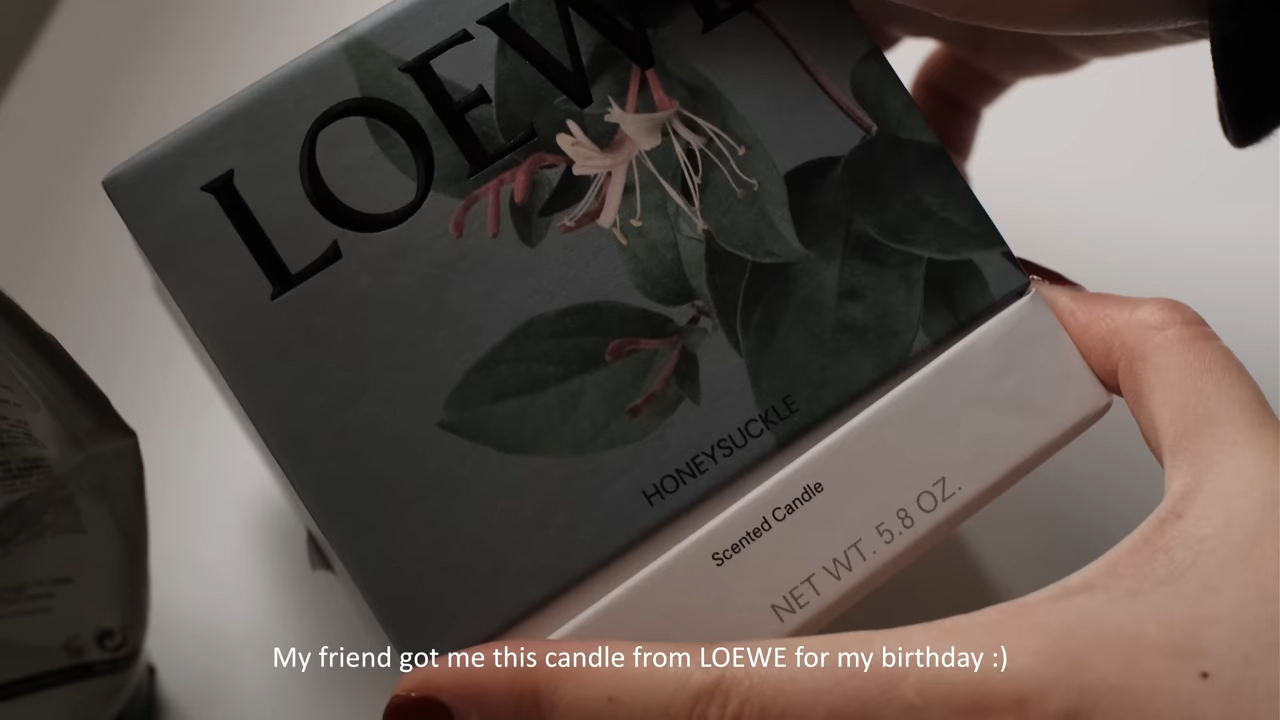 LOEWE
HONEYSUCKLE
Scented Candle
NET WT. 5.8 OZ.
My friend got me this candle from LOEWE for my birthday :)